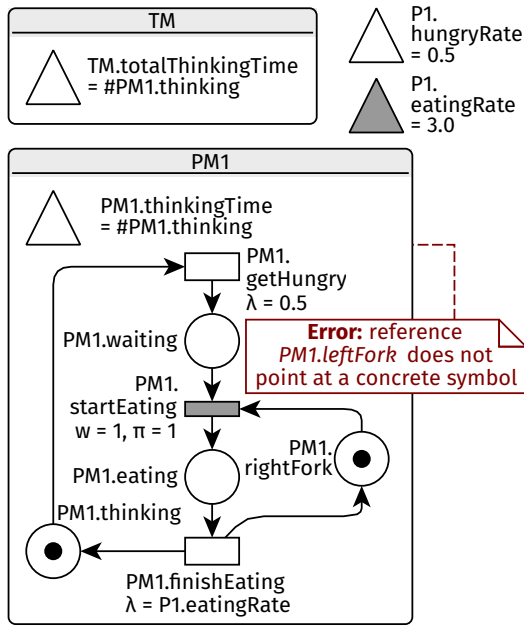 TM
TM.totalThinkingTime
= #PM1.thinking
P1.
hungryRate
= 0.5
P1.
eatingRate
= 3.0
PM1
PM1.thinkingTime
= #PM1.thinking
PM1.
getHungry
λ = 0.5
PM1.waiting
Error: reference
PM1.leftFork does not
point at a concrete symbol
PM1.
startEating
w = 1, π = 1
PM1.
rightFork
PM1.eating
PM1.thinking
PM1.finishEating
λ = P1.eatingRate